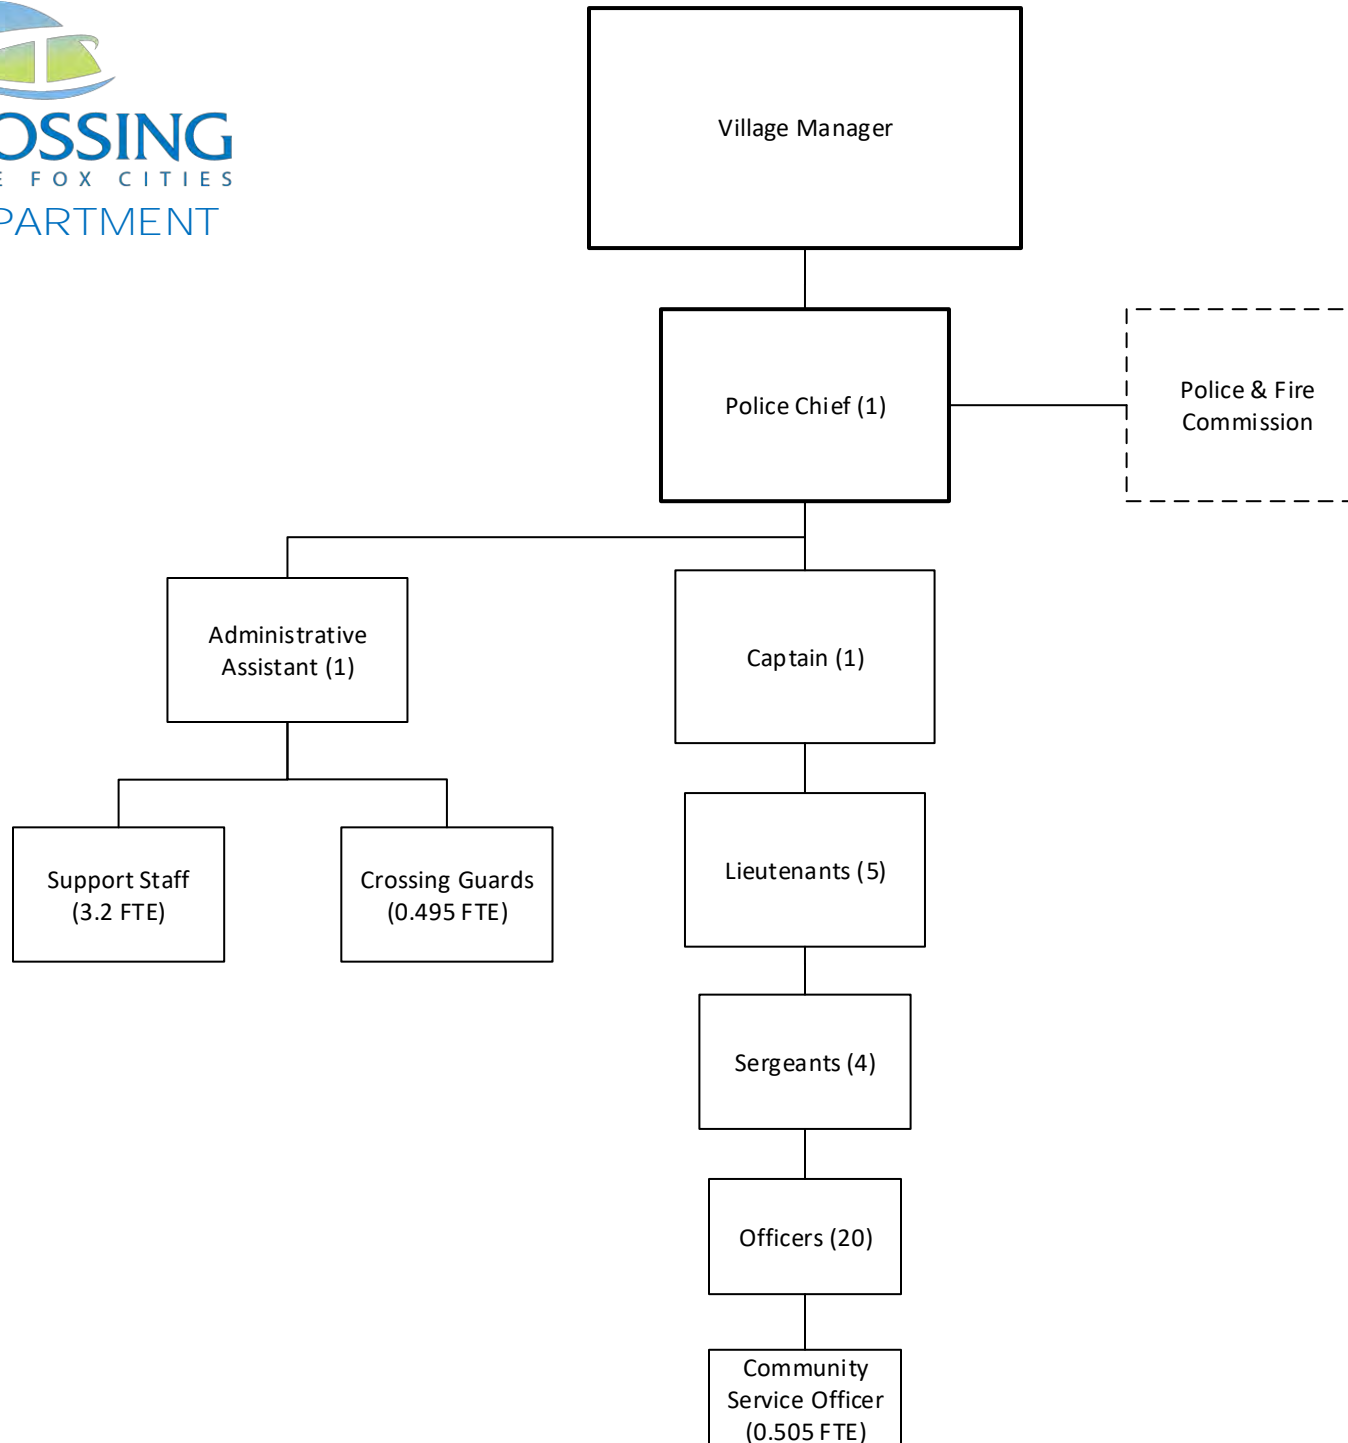 OSSING
E FOX CITIES
PARTMENT
Village Manager
Police Chief (1)
Police & Fire
Commission
Administrative
Assistant (1)
Captain (1)
Support Staff
(3.2 FTE)
Crossing Guards
(0.495 FTE)
Lieutenants (5)
Sergeants (4)
Officers (20)
Community
Service Officer
(0.505 FTE)